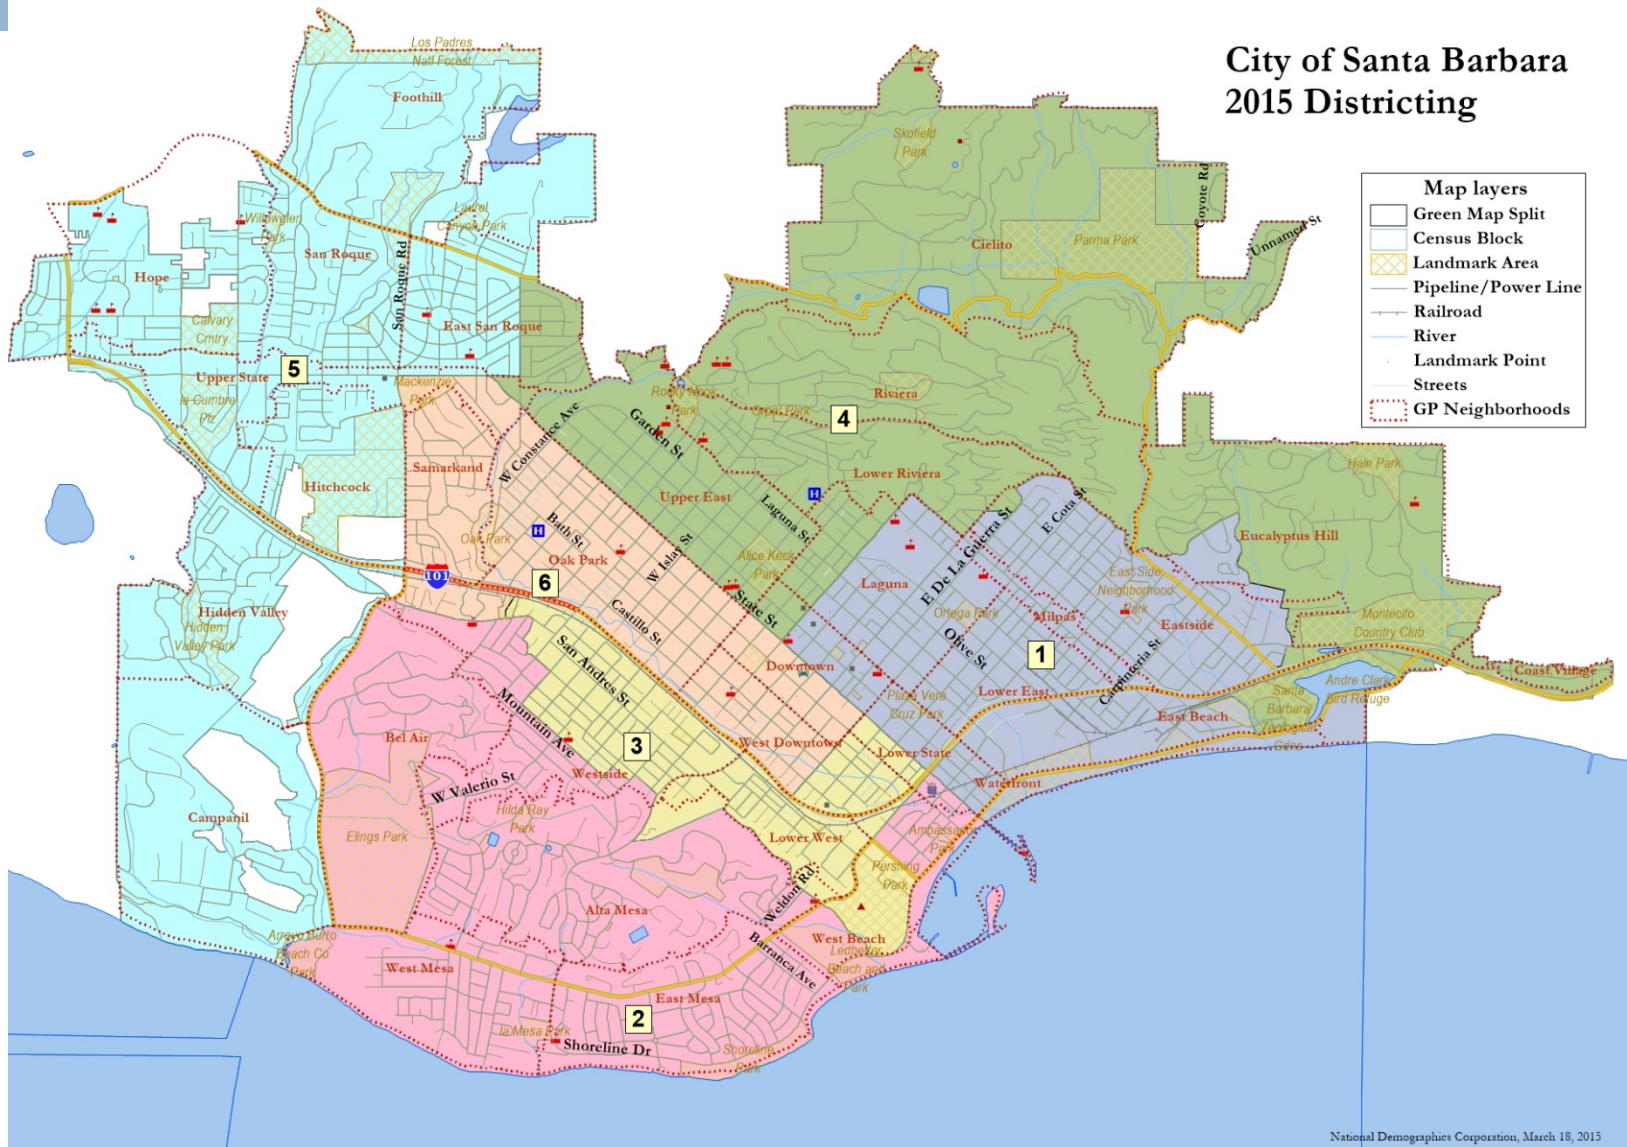 City of Santa Barbara
2015 Districting
Map layers
Green Map Split
Census Block
Landmark Area
Pipeline/Power Line
Railroad
River
Landmark Point
Streets
GP Neighborhoods
Los Padres
Natl Forest
Foothill
Skofield
Park
Coyote Rd
Unnamed St
Cielito
Parma Park
Willowglen
Park
Laurel
Canyon Park
San Roque
San Roque Rd
Hope
Calvary
Cmtry
East San Roque
Upper State
5
Mackenzie
Park
la Cumbre
Plz
Rocky Nook
Park
Orpet Park
Riviera
4
W Constance Ave
Garden St
Samarkand
Hitchcock
Lower Riviera
Hale Park
Upper East
Laguna St
H
H
Bath St
Oak Park
Oak Park
W Islay St
E De La Guerra St
E Cota St
Eucalyptus Hill
Alice Keck
Park
Laguna
East Side
Neighborhood
Park
101
6
State St
Castillo St
Ortega Park
Milpas
Eastside
Montecito
Country Club
Hidden Valley
Hidden
Valley Park
San Andres St
Olive St
1
Carpinteria St
Downtown
Coast Village
Lower East
Plaza Vera
Cruz Park
Andre Clark
Bird Refuge
Santa
Barbara
Zoological
Gdns
East Beach
Mountain Ave
Bel Air
3
West Downtown
Lower State
Westside
W Valerio St
Waterfront
Campanil
Hilda Ray
Park
Elings Park
Lower West
Ambassador
Park
Pershing
Park
Weldon Rd
Alta Mesa
West Beach
Ledbetter
Beach and
Park
Barranca Ave
Arroyo Burro
Beach Co
Park
West Mesa
East Mesa
2
la Mesa Park
Shoreline Dr
Shoreline
Park
National Demographics Corporation, March 18, 2015